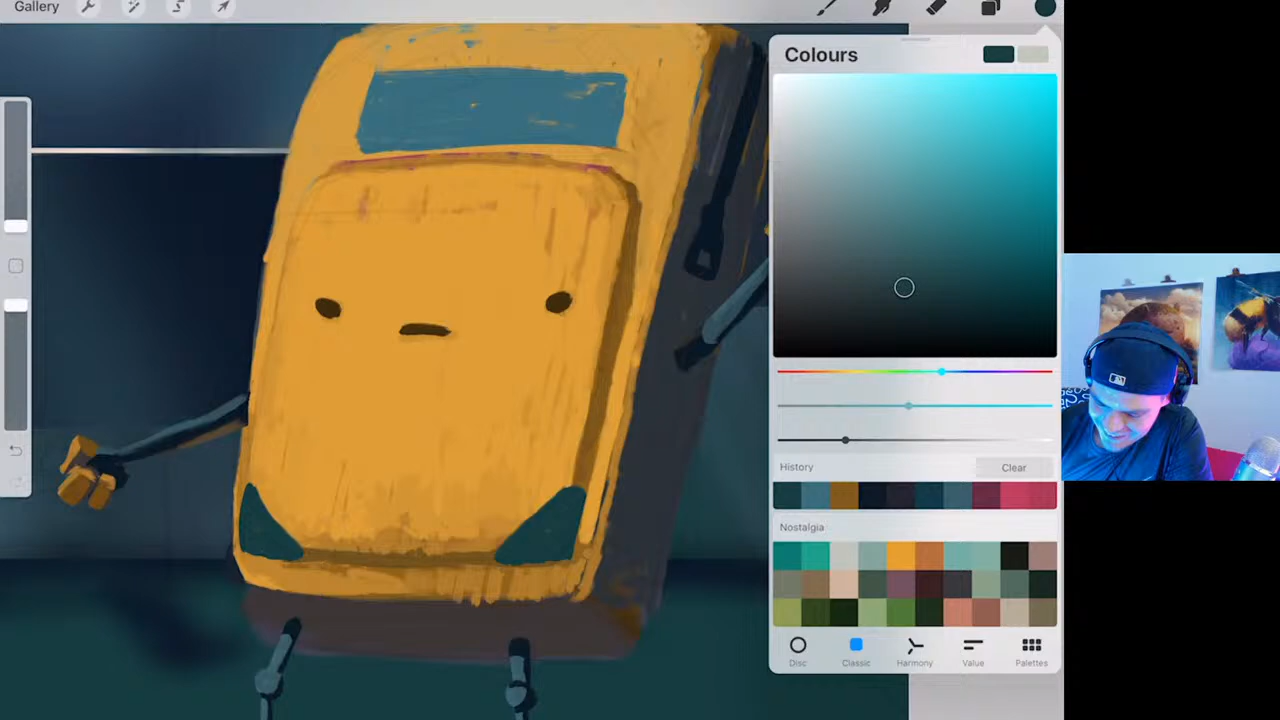 Gallery
Colours
History
Clear
Nostalgia
Disc
Classic
Harmony
Value
Palettes